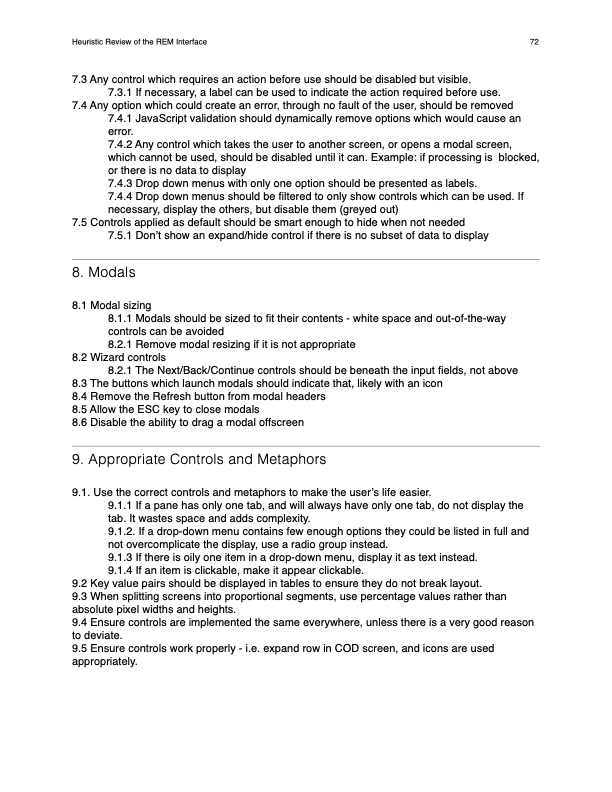 Heuristic Review of the REM Interface 72
7.3 Any control which requires an action before use should be disabled but visible.
7.3.1 If necessary, a label can be used to indicate the action required before use.
7.4 Any option which could create an error, through no fault of the user, should be removed
7.4.1 JavaScript validation should dynamically remove options which would cause an
error.
7.4.2 Any control which takes the user to another screen, or opens a modal screen,
which cannot be used, should be disabled until it can. Example: if processing is  blocked,
or there is no data to display
7.4.3 Drop down menus with only one option should be presented as labels.
7.4.4 Drop down menus should be filtered to only show controls which can be used. If
necessary, display the others, but disable them (greyed out)
7.5 Controls applied as default should be smart enough to hide when not needed
7.5.1 Don’t show an expand/hide control if there is no subset of data to display
8. Modals
8.1 Modal sizing
8.1.1 Modals should be sized to fit their contents - white space and out-of-the-way
controls can be avoided
8.2.1 Remove modal resizing if it is not appropriate
8.2 Wizard controls
8.2.1 The Next/Back/Continue controls should be beneath the input fields, not above
8.3 The buttons which launch modals should indicate that, likely with an icon
8.4 Remove the Refresh button from modal headers
8.5 Allow the ESC key to close modals
8.6 Disable the ability to drag a modal offscreen
9. Appropriate Controls and Metaphors
9.1. Use the correct controls and metaphors to make the user’s life easier.
9.1.1 If a pane has only one tab, and will always have only one tab, do not display the
tab. It wastes space and adds complexity.
9.1.2. If a drop-down menu contains few enough options they could be listed in full and
not overcomplicate the display, use a radio group instead.
9.1.3 If there is oily one item in a drop-down menu, display it as text instead.
9.1.4 If an item is clickable, make it appear clickable.
9.2 Key value pairs should be displayed in tables to ensure they do not break layout.
9.3 When splitting screens into proportional segments, use percentage values rather than
absolute pixel widths and heights.
9.4 Ensure controls are implemented the same everywhere, unless there is a very good reason
to deviate.
9.5 Ensure controls work properly - i.e. expand row in COD screen, and icons are used
appropriately.